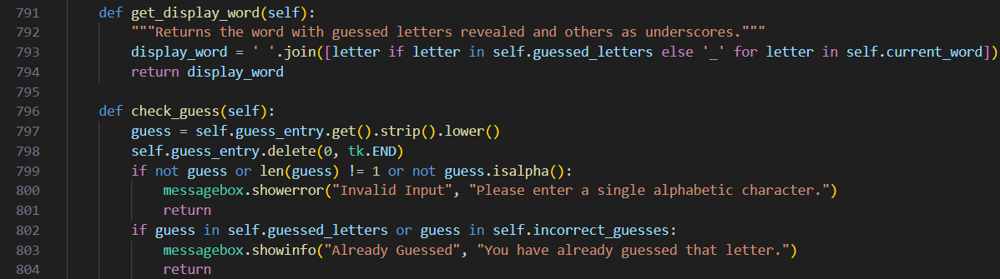 791 def get_display_word(self):
792 """Returns the word with guessed letters revealed and others as underscores."""
793 display_word = ' '.join([letter if letter in self.guessed_letters else '_' for letter in self.current_word])
794 return display_word
795
796 def check_guess(self):
797 guess = self.guess_entry.get().strip().lower()
798 self.guess_entry.delete(0, tk.END)
799 if not guess or len(guess) != 1 or not guess.isalpha():
800 messagebox.showerror("Invalid Input", "Please enter a single alphabetic character.")
801 return
802 if guess in self.guessed_letters or guess in self.incorrect_guesses:
803 messagebox.showinfo("Already Guessed", "You have already guessed that letter.")
804 return